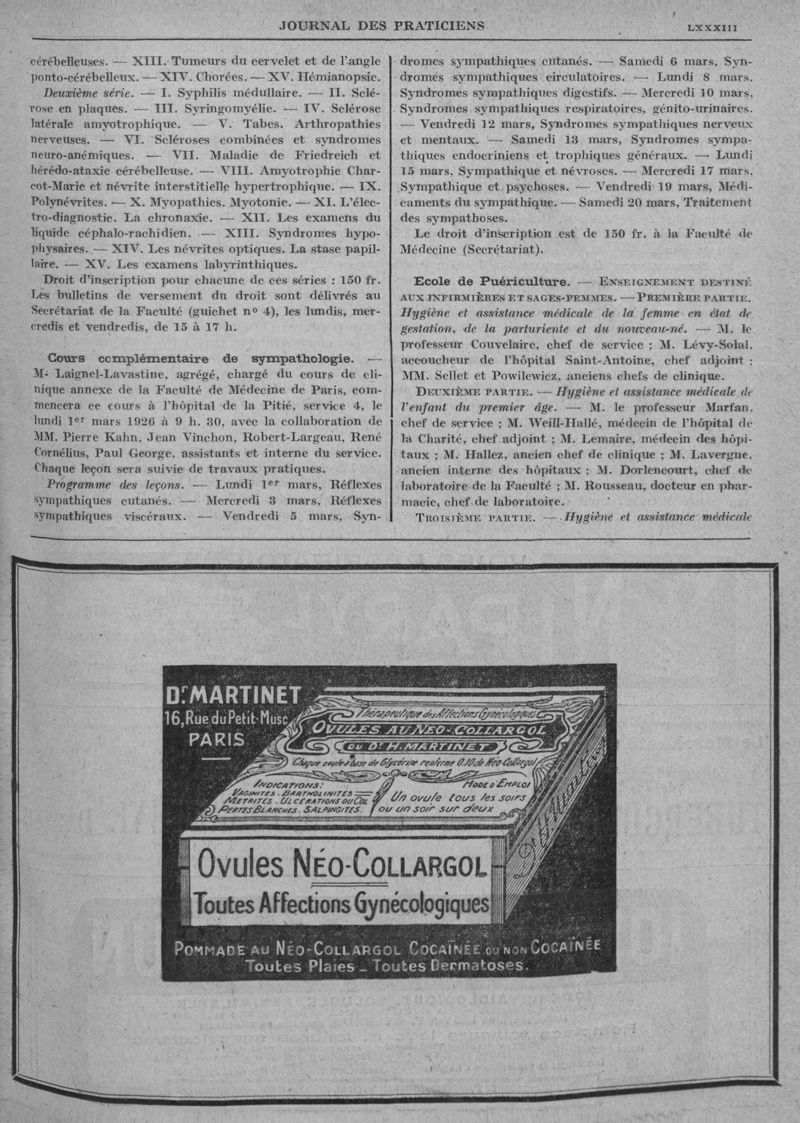 JOURNAL DES PRATICIENS
LXXXIII
cérébelleuses. — XIII. Tumeurs du cervelet et de l'angle
ponto-cérébelleux. — XIV. Chorées. — XV. Hémianopsie.
Deuxième série. — I. Syphilis médullaire. — II. Sclé-
rose en plaques. — III. Syringomyélie. — IV. Sclérose
latérale amyotrophique. — V. Tabes. Arthropathies
nerveuses. — VI. Scléroses combinées et syndromes
neuro-anémiques. — VII. Maladie de Friedreich et
hérédo-ataxie cérébelleuse. — VIII. Amyotrophie Char-
cot-Marie et névrite interstitielle hypertrophique. — IX.
Polynévrites. — X. Myopathies. Myotonie. — XI. L'élec-
tro-diagnostic. La chronaxie. — XII. Les examens du
liquide céphalo-rachidien. — XIII. Syndromes hypo-
physaires. — XIV. Les névrites optiques. La stase papil-
laire. — XV. Les examens labyrinthiques.
Droit d'inscription pour chacune de ces séries : 150 fr.
Les bulletins de versement du droit sont délivrés au
Secrétariat de la Faculté (guichet n° 4), les lundis, mer-
credis et vendredis, de 15 à 17 h.
Cours complémentaire de sympathologie. —
M. Laignel-Lavastine, agrégé, chargé du cours de cli-
nique annexe de la Faculté de Médecine de Paris, com-
mencera ce cours à l'hôpital de la Pitié, service 4, le
lundi 1er mars 1926 à 9 h. 30, avec la collaboration de
MM. Pierre Kahn, Jean Vinchon, Robert-Largeau, René
Cornélius, Paul George, assistants et interne du service.
Chaque leçon sera suivie de travaux pratiques.
Programme des leçons. — Lundi 1er mars, Réflexes
sympathiques cutanés. — Mercredi 3 mars, Réflexes
sympathiques viscéraux. — Vendredi 5 mars, Syn-
dromes sympathiques cutanés. — Samedi 6 mars, Syn-
dromes sympathiques circulatoires. — Lundi 8 mars.
Syndromes sympathiques digestifs. — Mercredi 10 mars,
Syndromes sympathiques respiratoires, génito-urinaires.
— Vendredi 12 mars, Syndromes sympathiques nerveux
et mentaux. — Samedi 13 mars, Syndromes sympa-
thiques endocriniens et trophiques généraux. — Lundi
15 mars, Sympathique et névroses. — Mercredi 17 mars,
Sympathique et psychoses. — Vendredi 19 mars, Médi-
caments du sympathique. — Samedi 20 mars, Traitement
des sympathoses.
Le droit d'inscription est de 150 fr. à la Faculté de
Médecine (Secrétariat).
Ecole de Puériculture. — ENSEIGNEMENT DESTINÉ
AUX INFIRMIÈRES ET SAGES-FEMMES. — PREMIÈRE PARTIE.
Hygiène et assistance médicale de la femme en état de
gestation, de la parturiente et du nouveau-né. — M. le
professeur Couvelaire, chef de service ; M. Lévy-Solal,
accoucheur de l'hôpital Saint-Antoine, chef adjoint ;
MM. Sellet et Powilewicz, anciens chefs de clinique.
DEUXIÈME PARTIE. — Hygiène et assistance médicale de
l'enfant du premier âge. — M. le professeur Marfan,
chef de service ; M. Weill-Hallé, médecin de l'hôpital de
la Charité, chef adjoint ; M. Lemaire, médecin des hôpi-
taux ; M. Hallez, ancien chef de clinique ; M. Lavergne,
ancien interne des hôpitaux ; M. Dorlencourt, chef de
laboratoire de la Faculté ; M. Rousseau, docteur en phar-
macie, chef de laboratoire.
TROISIÈME PARTIE. — Hygiène et assistance médicale
Dr. MARTINET
16, Rue du Petit-Musc
PARIS
Thérapeutique des Affections Gynécologiques
OVULES AU NÉO-COLLARGOL
DU Dr H. MARTINET
Chaque ovule à base de Glycérine renferme 0.10 de Néo-Collargol
INDICATIONS:
VAGINITES. BARTHOLINITES
MÉTRITES. ULCÉRATIONS DU COL
PERTES BLANCHES. SALPINGITES.
MODE D'EMPLOI
Un ovule tous les soirs
ou un soir sur deux
Ovules NÉO-COLLARGOL
Toutes Affections Gynécologiques
POMMADE AU NÉO-COLLARGOL COCAÏNÉE OU NON COCAÏNÉE
Toutes Plaies _ Toutes Dermatoses.